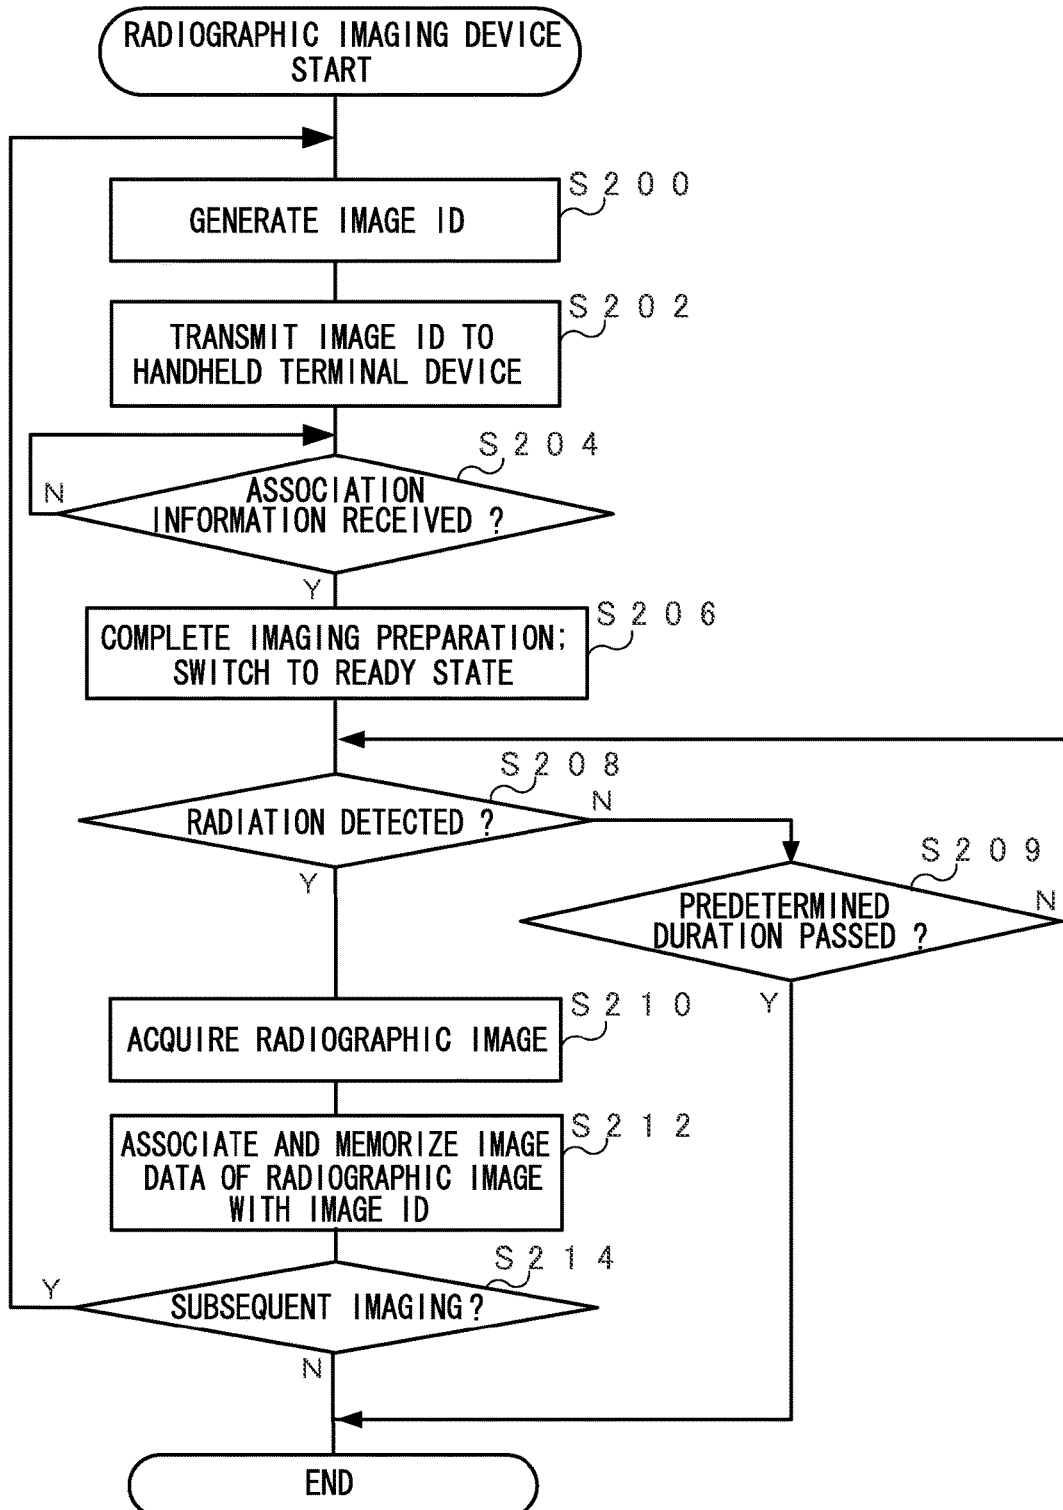 RADIOGRAPHIC IMAGING DEVICE
START
S200
GENERATE IMAGE ID
S202
TRANSMIT IMAGE ID TO
HANDHELD TERMINAL DEVICE
S204
N
ASSOCIATION
INFORMATION RECEIVED ?
Y
S206
COMPLETE IMAGING PREPARATION;
SWITCH TO READY STATE
S208
N
RADIATION DETECTED ?
Y
S209
N
PREDETERMINED
DURATION PASSED ?
Y
S210
ACQUIRE RADIOGRAPHIC IMAGE
S212
ASSOCIATE AND MEMORIZE IMAGE
DATA OF RADIOGRAPHIC IMAGE
WITH IMAGE ID
S214
Y
SUBSEQUENT IMAGING?
N
END